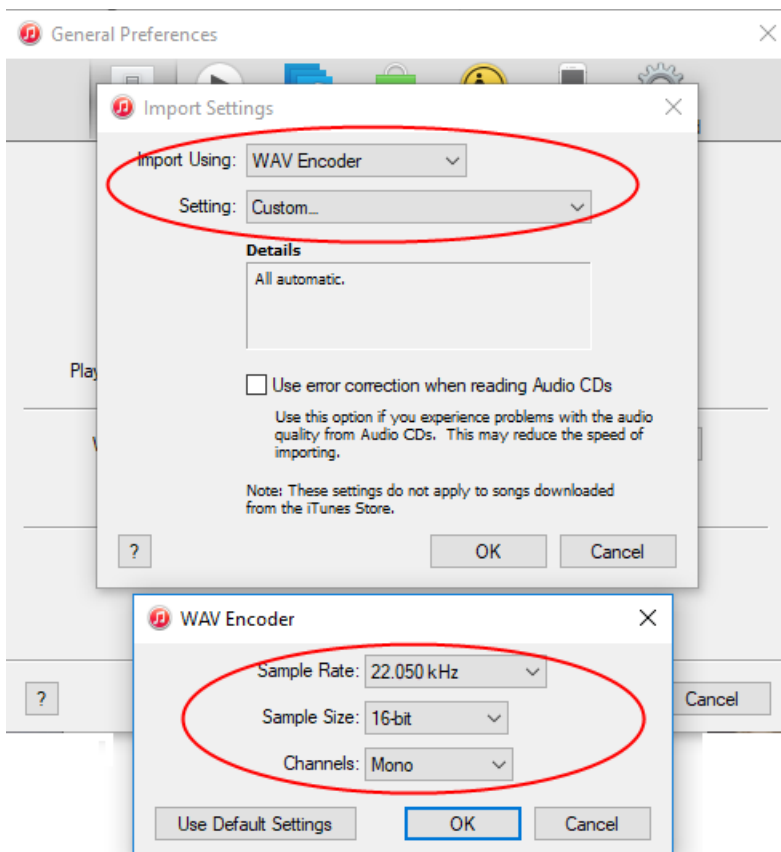 General Preferences
Import Settings
Import Using: WAV Encoder
Setting: Custom...
Details
All automatic.
Use error correction when reading Audio CDs
Use this option if you experience problems with the audio
quality from Audio CDs. This may reduce the speed of
importing.
Note: These settings do not apply to songs downloaded
from the iTunes Store.
? OK Cancel
Play
WAV Encoder
Sample Rate: 22.050 kHz
Sample Size: 16-bit
Channels: Mono
Use Default Settings OK Cancel
? Cancel